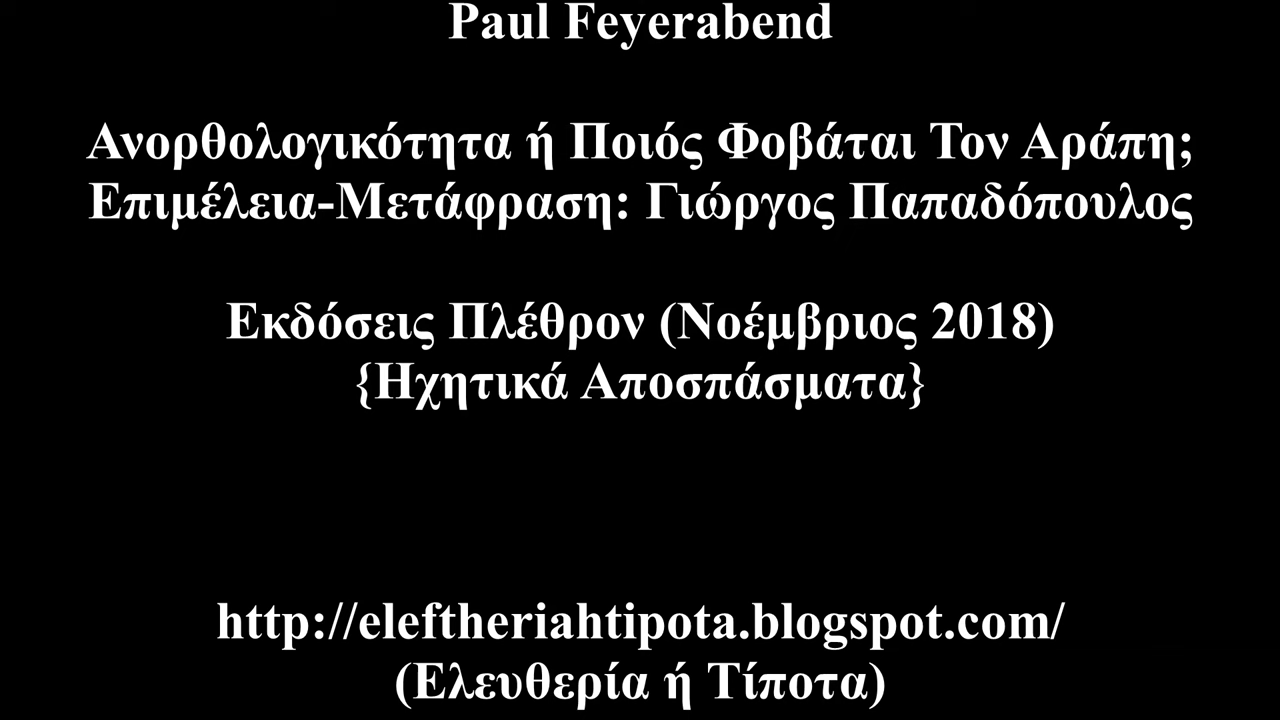 Paul Feyerabend
Ανορθολογικότητα ή Ποιός Φοβάται Τον Αράπη;
Επιμέλεια-Μετάφραση: Γιώργος Παπαδόπουλος
Εκδόσεις Πλέθρον (Νοέμβριος 2018)
{Ηχητικά Αποσπάσματα}
http://eleftheriahtipota.blogspot.com/
(Ελευθερία ή Τίποτα)